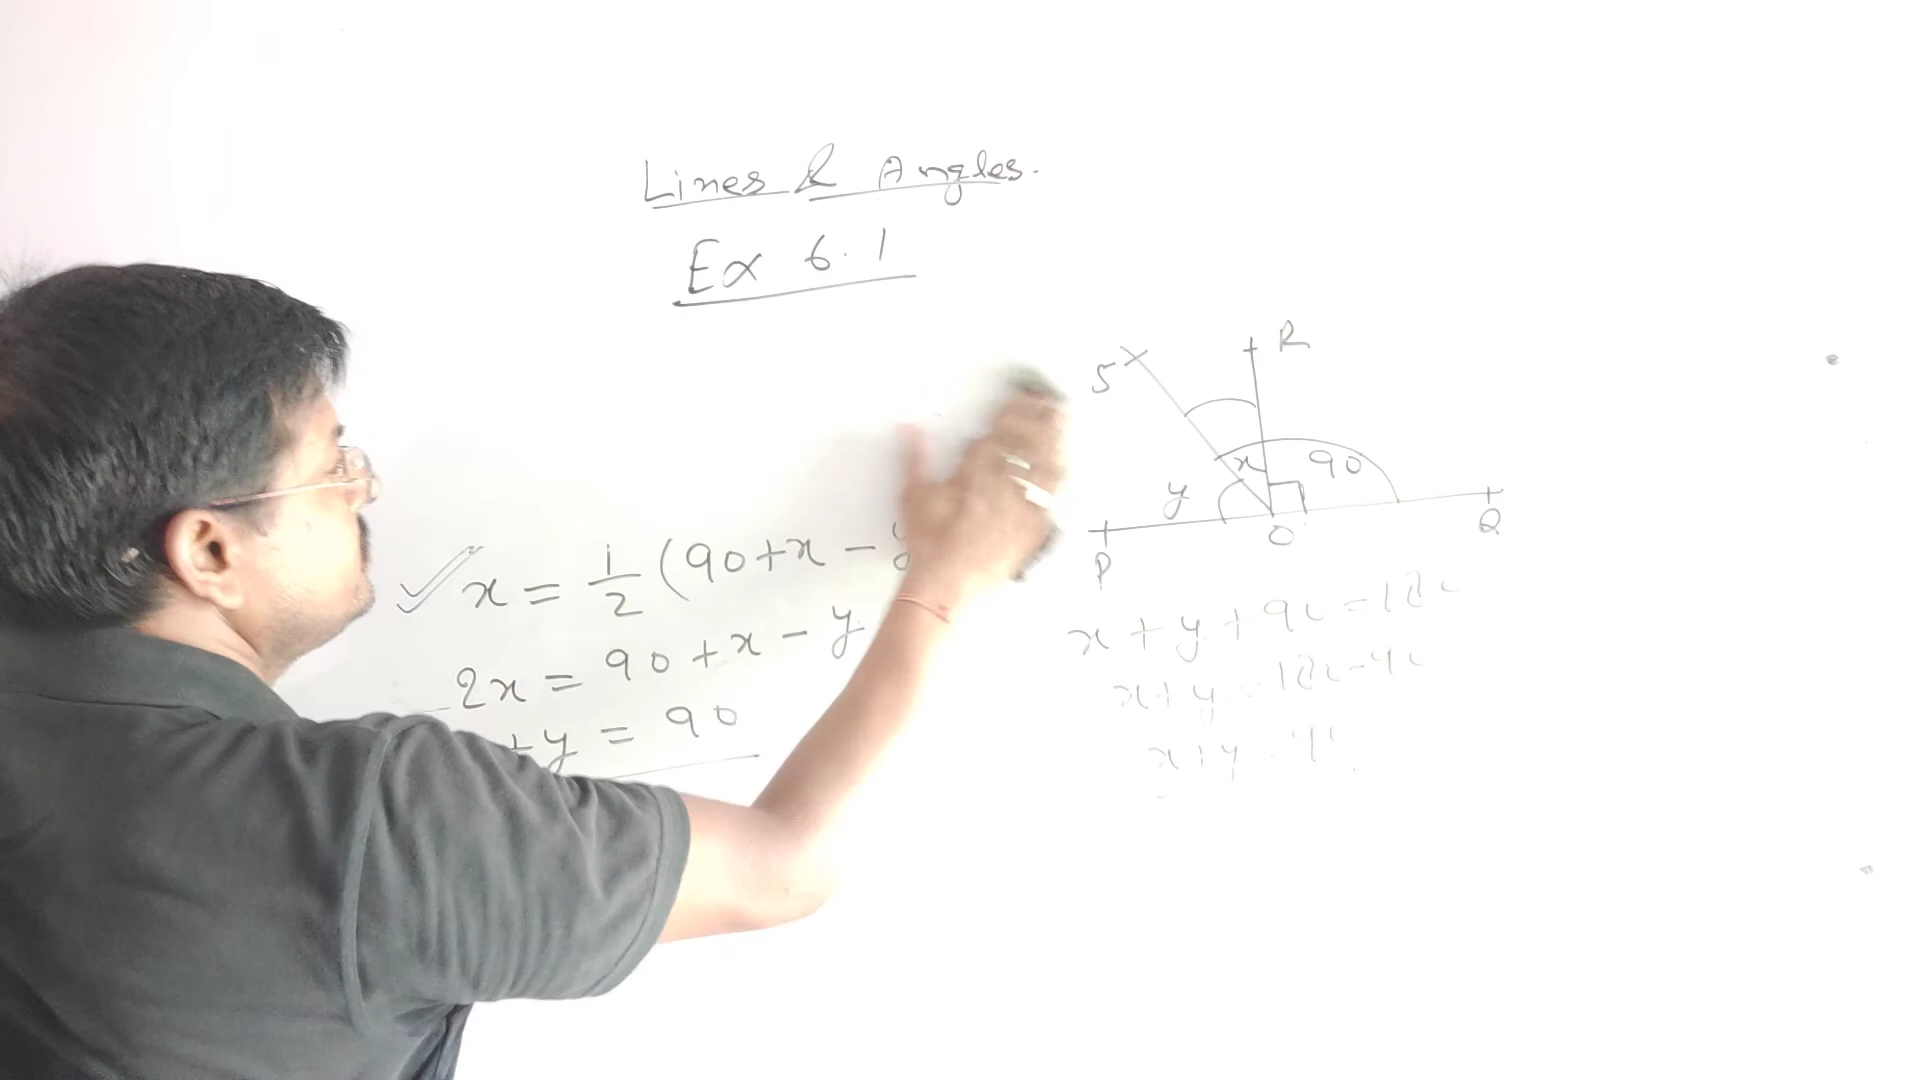 Lines & Angles.
Ex 6.1
R
S
x 90
y
P O Q
x = 1/2 (90+x - y
2x = 90+x - y
+y = 90
x + y + 90 = 180
x+y = 180-90
x+y = 90